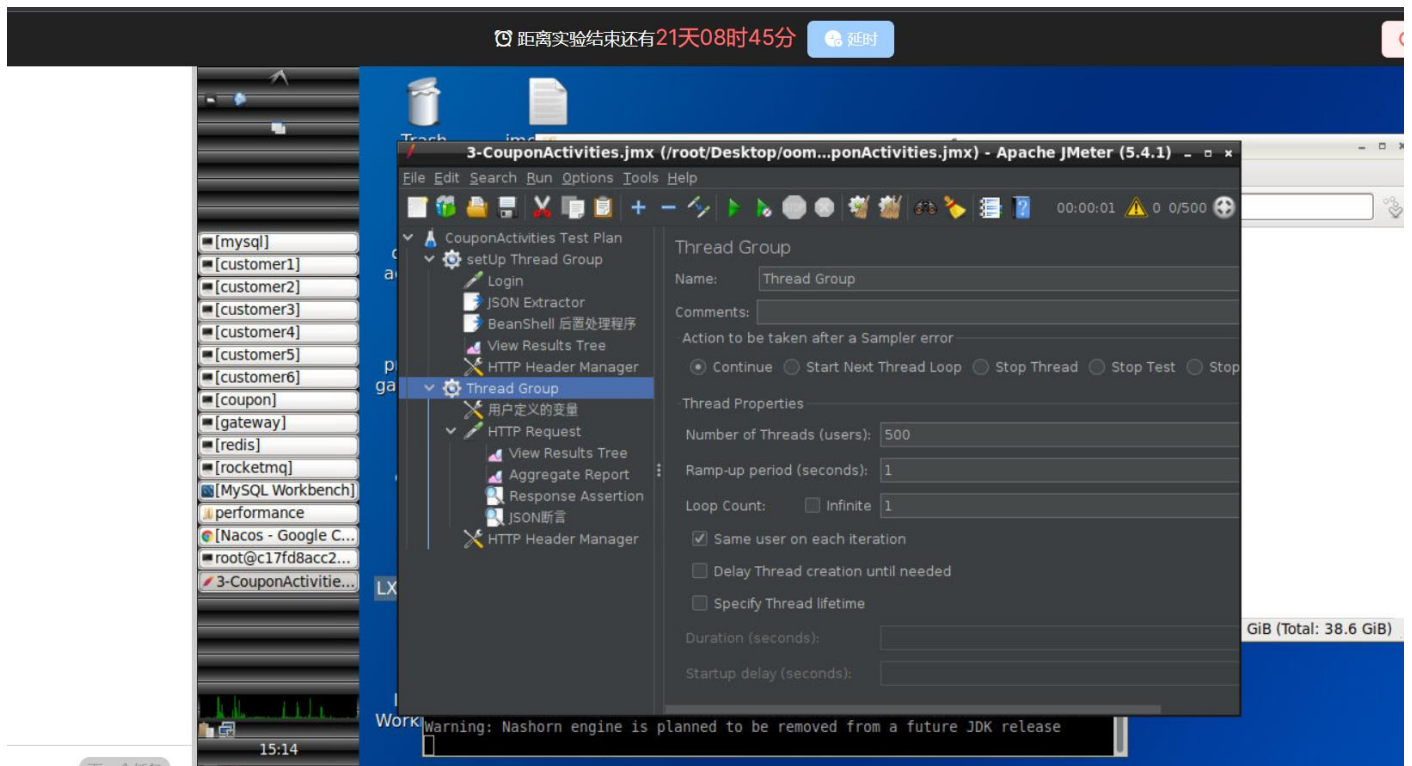 距离实验结束还有21天08时45分 延时
Trash
3-CouponActivities.jmx (/root/Desktop/oom...ponActivities.jmx) - Apache JMeter (5.4.1)
File Edit Search Run Options Tools Help
00:00:01 0 0/500
[mysql]
[customer1]
[customer2]
[customer3]
[customer4]
[customer5]
[customer6]
[coupon]
[gateway]
[redis]
[rocketmq]
[MySQL Workbench]
performance
[Nacos - Google C...
root@c17fd8acc2...
3-CouponActivitie...
15:14
CouponActivities Test Plan
setUp Thread Group
Login
JSON Extractor
BeanShell 后置处理程序
View Results Tree
HTTP Header Manager
Thread Group
用户定义的变量
HTTP Request
View Results Tree
Aggregate Report
Response Assertion
JSON断言
HTTP Header Manager
Thread Group
Name: Thread Group
Comments:
Action to be taken after a Sampler error
Continue Start Next Thread Loop Stop Thread Stop Test Stop
Thread Properties
Number of Threads (users): 500
Ramp-up period (seconds): 1
Loop Count: Infinite 1
Same user on each iteration
Delay Thread creation until needed
Specify Thread lifetime
Duration (seconds):
Startup delay (seconds):
GiB (Total: 38.6 GiB)
LX
Work
Warning: Nashorn engine is planned to be removed from a future JDK release